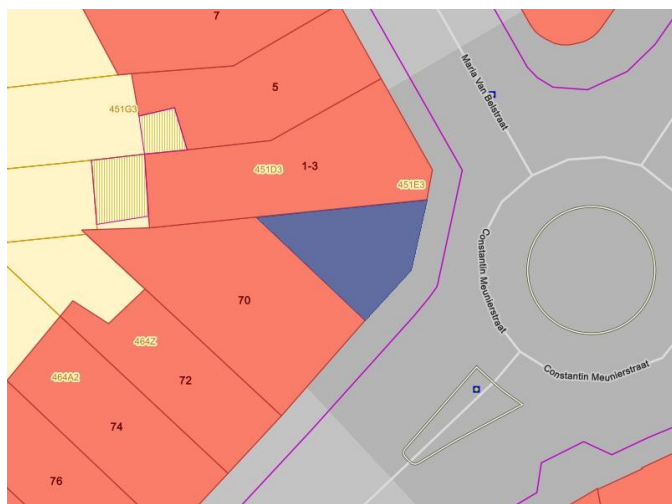 7
Maria Van Belstraat
5
451G3
1-3
451D3
451E3
Constantin Meunierstraat
70
464Z
Constantin Meunierstraat
464A2
72
74
76